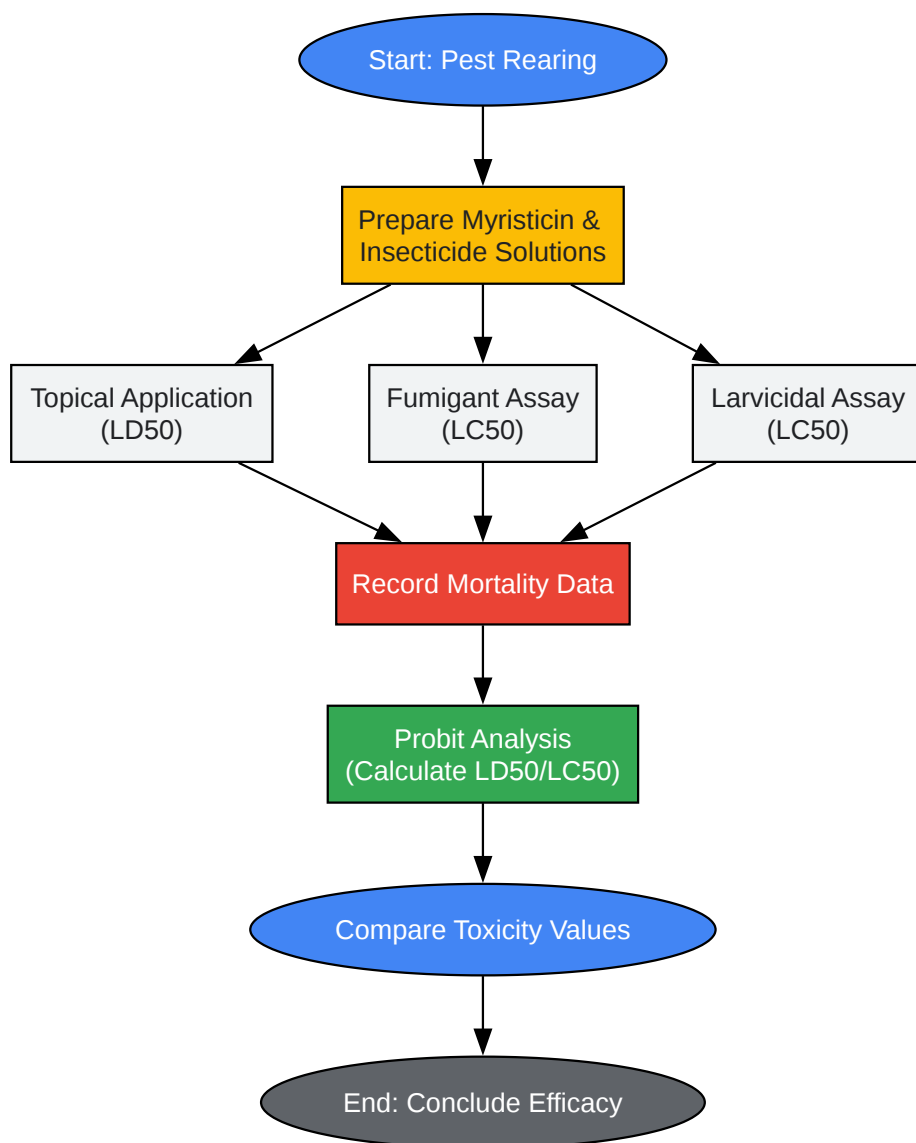 Start: Pest Rearing
Prepare Myristicin &
Insecticide Solutions
Topical Application
(LD50)
Fumigant Assay
(LC50)
Larvicidal Assay
(LC50)
Record Mortality Data
Probit Analysis
(Calculate LD50/LC50)
Compare Toxicity Values
End: Conclude Efficacy